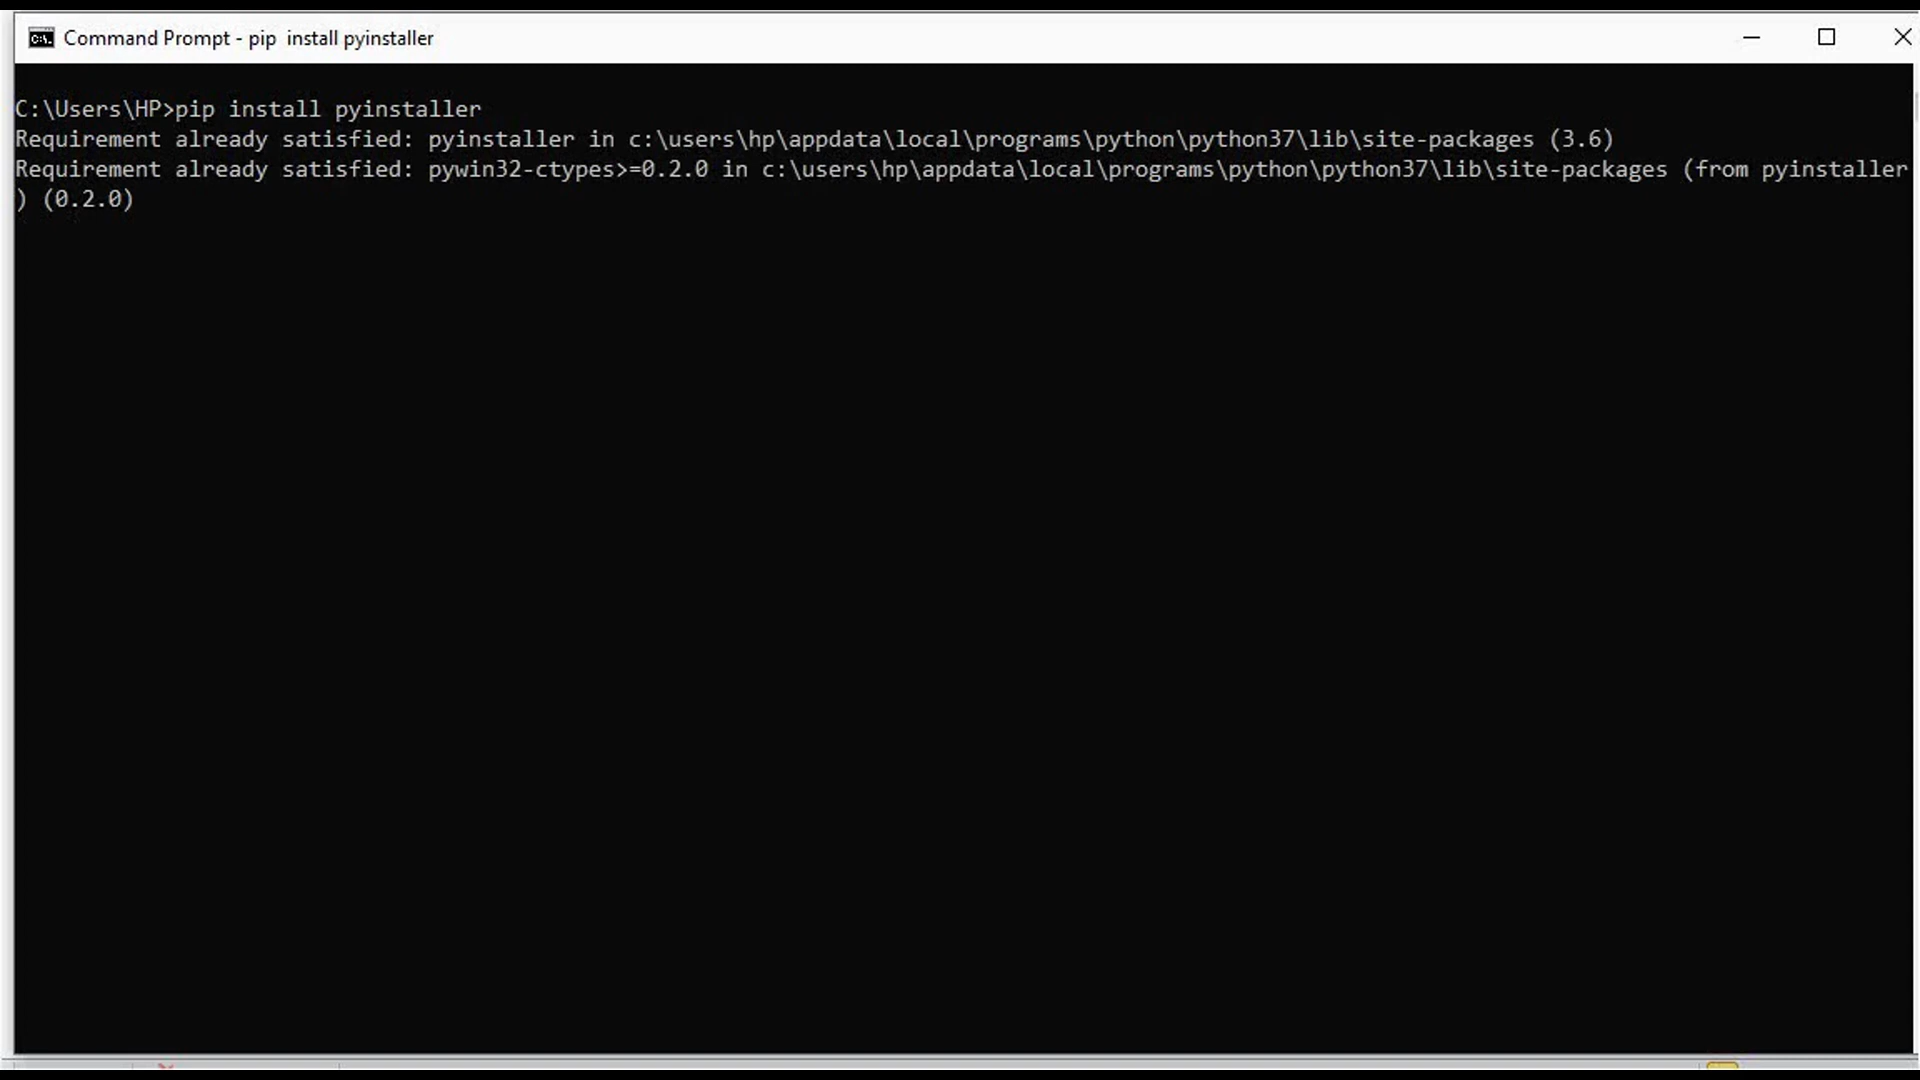 Command Prompt - pip  install pyinstaller
C:\Users\HP>pip install pyinstaller
Requirement already satisfied: pyinstaller in c:\users\hp\appdata\local\programs\python\python37\lib\site-packages (3.6)
Requirement already satisfied: pywin32-ctypes>=0.2.0 in c:\users\hp\appdata\local\programs\python\python37\lib\site-packages (from pyinstaller
) (0.2.0)